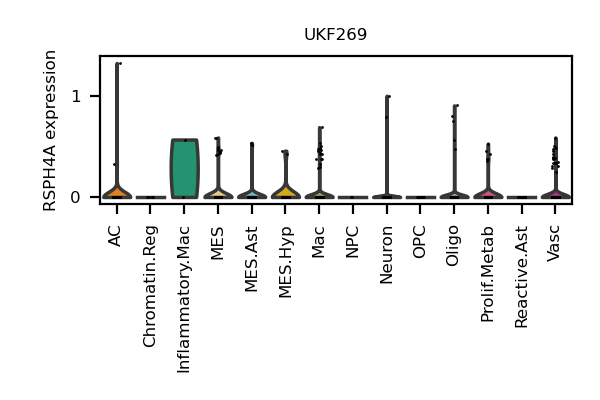 UKF269
RSPH4A expression
1
0
AC
Chromatin.Reg
Inflammatory.Mac
MES
MES.Ast
MES.Hyp
Mac
NPC
Neuron
OPC
Oligo
Prolif.Metab
Reactive.Ast
Vasc